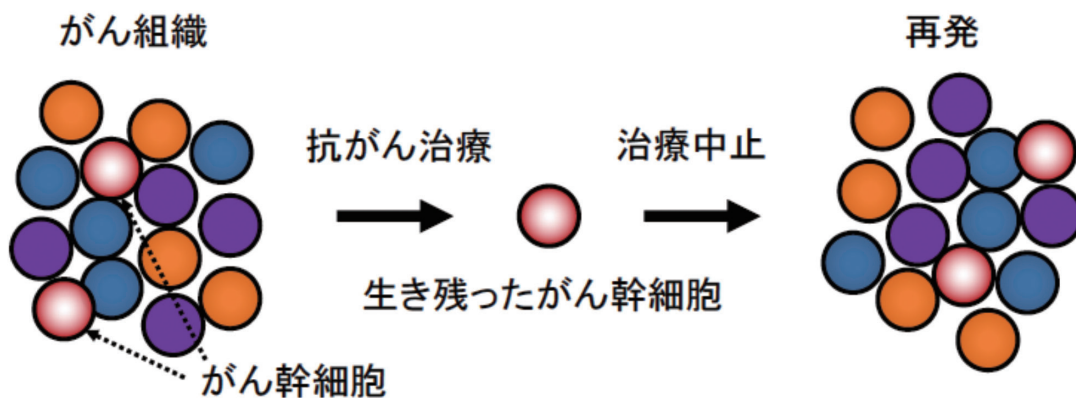 がん組織
再発
抗がん治療
治療中止
生き残ったがん幹細胞
がん幹細胞